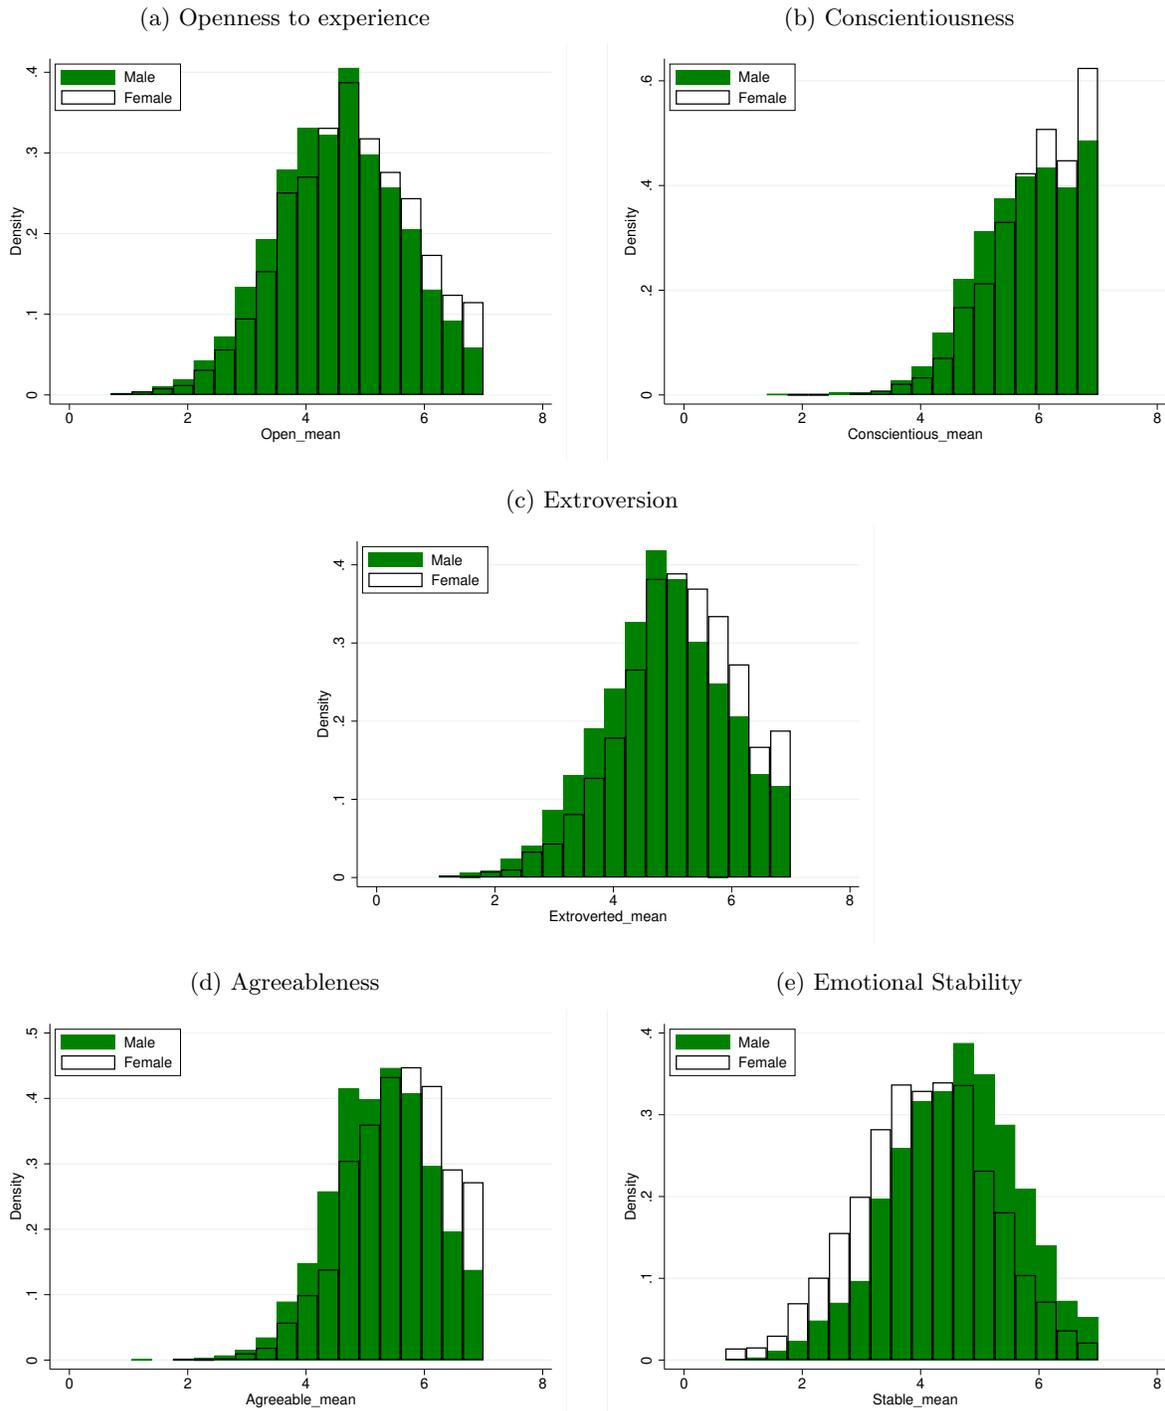 (a) Openness to experience
(b) Conscientiousness
Male
Female
Density
0
.1
.2
.3
.4
0 2 4 6 8
Open_mean
Male
Female
Density
0
.2
.4
.6
0 2 4 6 8
Conscientious_mean
(c) Extroversion
Male
Female
Density
0
.1
.2
.3
.4
0 2 4 6 8
Extroverted_mean
(d) Agreeableness
(e) Emotional Stability
Male
Female
Density
0
.1
.2
.3
.4
.5
0 2 4 6 8
Agreeable_mean
Male
Female
Density
0
.1
.2
.3
.4
0 2 4 6 8
Stable_mean